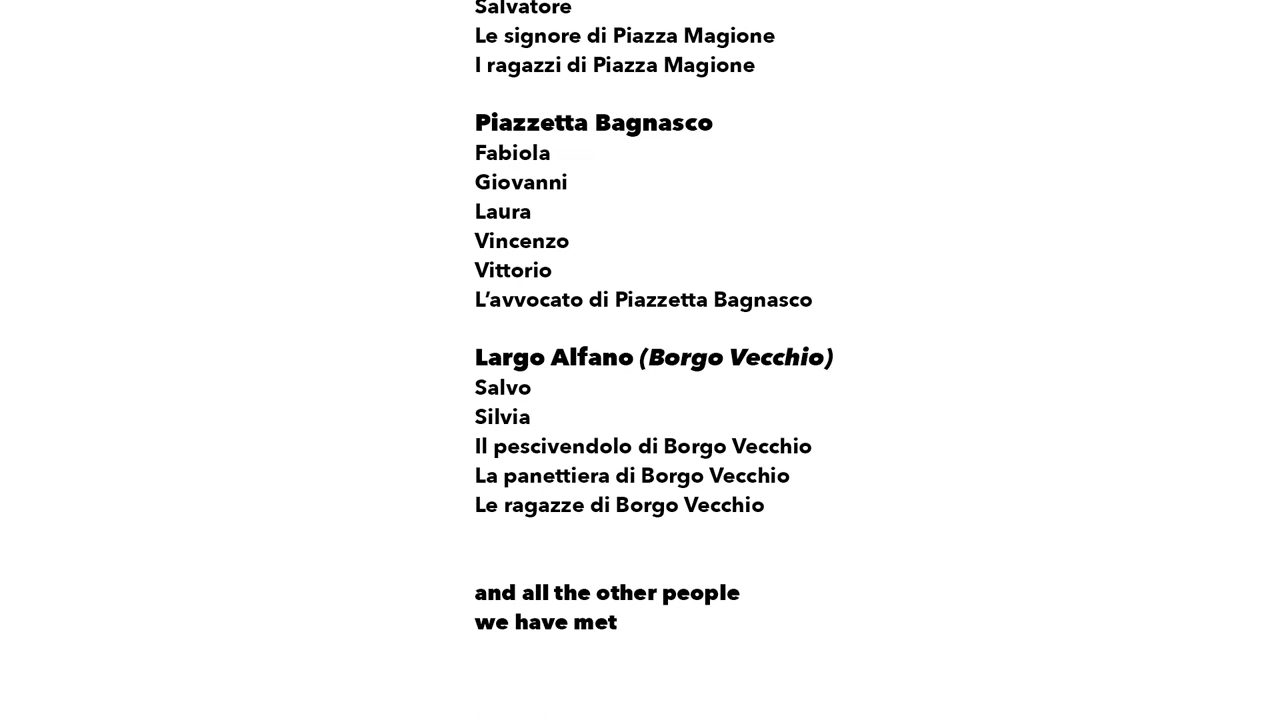 Salvatore
Le signore di Piazza Magione
I ragazzi di Piazza Magione
Piazzetta Bagnasco
Fabiola
Giovanni
Laura
Vincenzo
Vittorio
L’avvocato di Piazzetta Bagnasco
Largo Alfano (Borgo Vecchio)
Salvo
Silvia
Il pescivendolo di Borgo Vecchio
La panettiera di Borgo Vecchio
Le ragazze di Borgo Vecchio
and all the other people
we have met